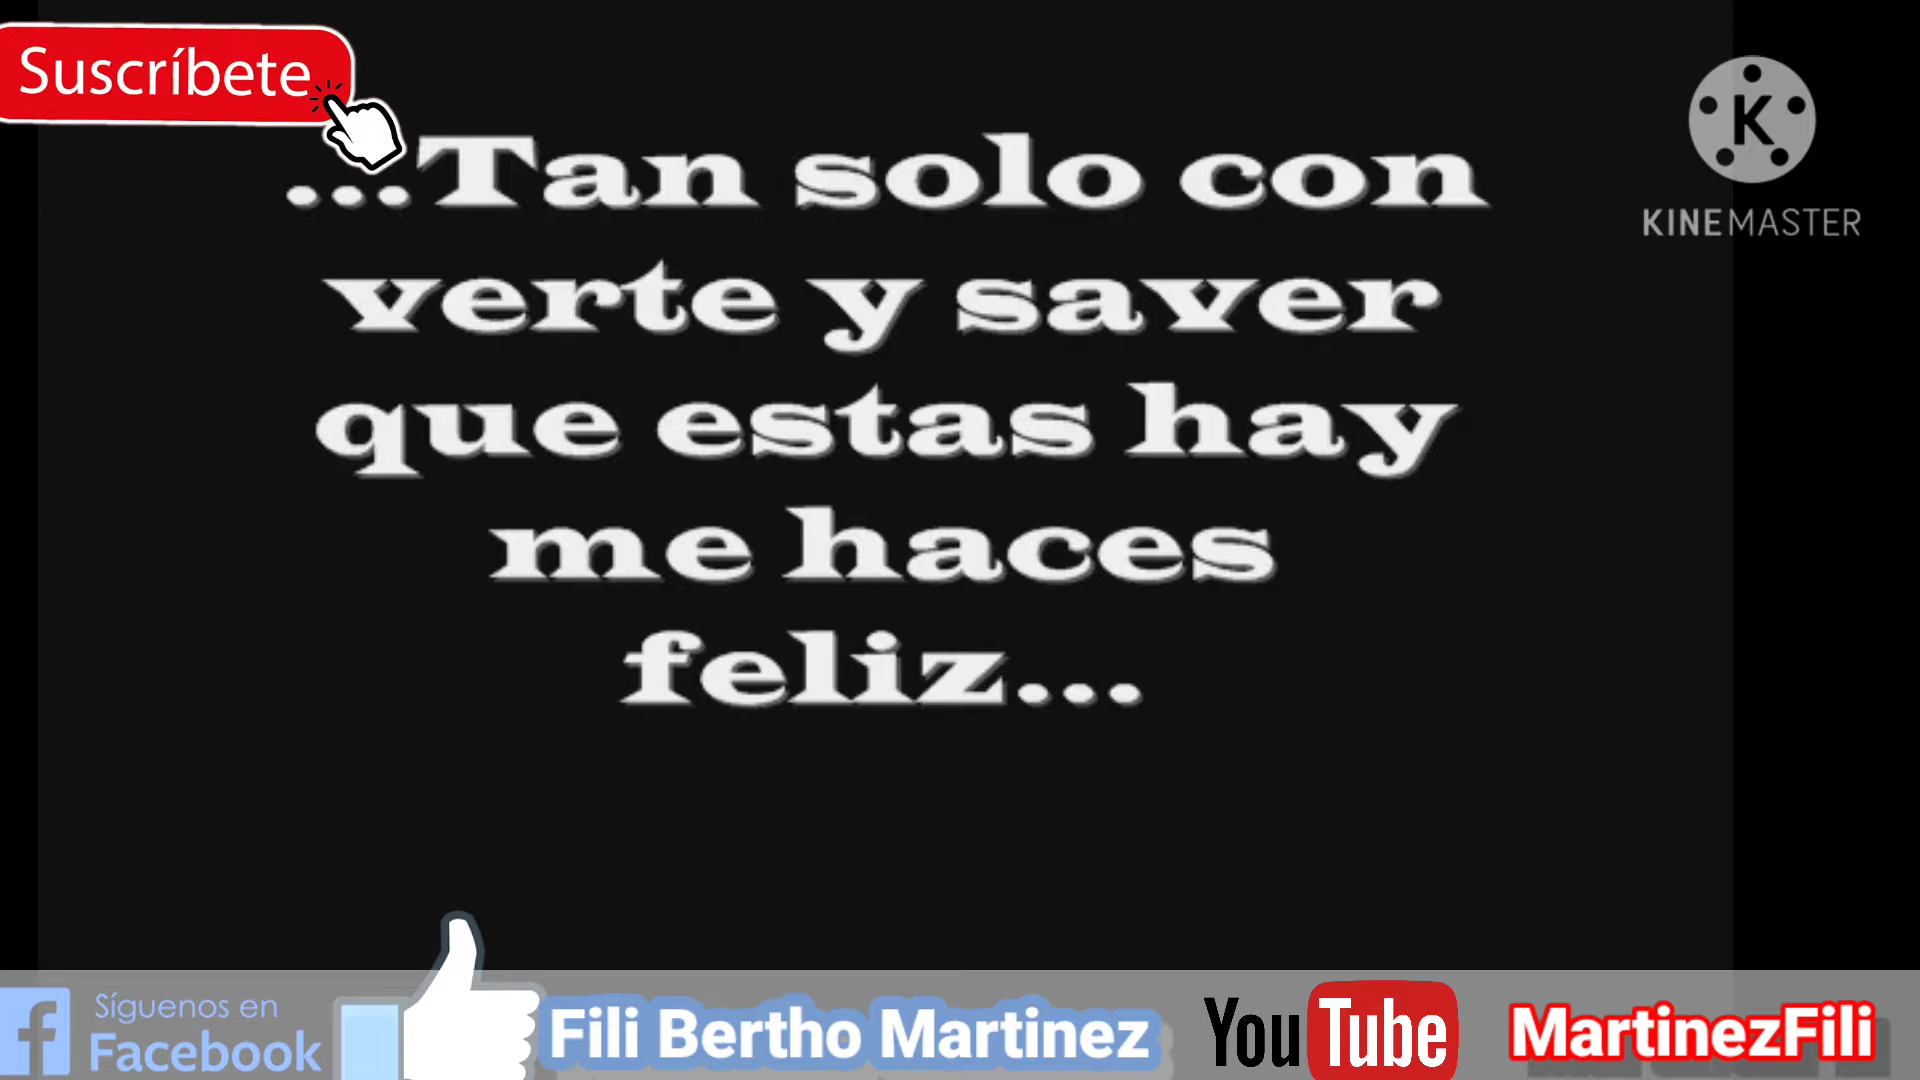 Suscríbete
...Tan solo con
verte y saver
que estas hay
me haces
feliz...
K
KINEMASTER
Síguenos en
Facebook
Fili Bertho Martinez
YouTube
MartinezFili